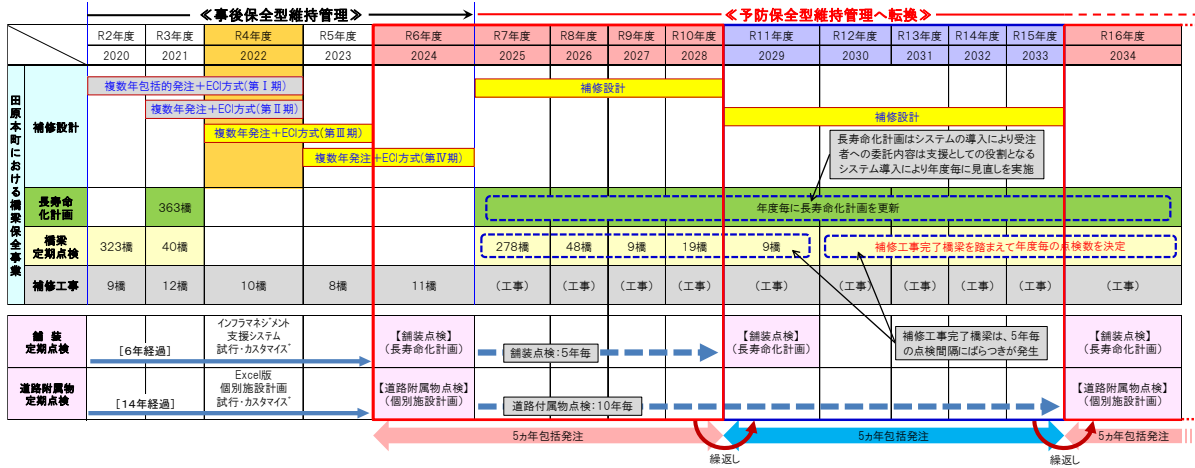 ≪事後保全型維持管理≫
≪予防保全型維持管理へ転換≫
R2年度 R3年度 R4年度 R5年度 R6年度 R7年度 R8年度 R9年度 R10年度 R11年度 R12年度 R13年度 R14年度 R15年度 R16年度
2020 2021 2022 2023 2024 2025 2026 2027 2028 2029 2030 2031 2032 2033 2034
田原本町における橋梁保全事業
補修設計
複数年包括的発注＋ECI方式(第Ⅰ期)
複数年発注＋ECI方式(第Ⅱ期)
複数年発注＋ECI方式(第Ⅲ期)
複数年発注＋ECI方式(第Ⅳ期)
補修設計
補修設計
長寿命化計画はシステムの導入により受注
者への委託内容は支援としての役割となる
システム導入により年度毎に見直しを実施
長寿命
化計画
363橋
年度毎に長寿命化計画を更新
橋梁
定期点検
323橋 40橋 278橋 48橋 9橋 19橋 9橋
補修工事完了橋梁を踏まえて年度毎の点検数を決定
補修工事
9橋 12橋 10橋 8橋 11橋 （工事） （工事） （工事） （工事） （工事） （工事） （工事） （工事） （工事） （工事）
補修工事完了橋梁は、5年毎
の点検間隔にばらつきが発生
舗 装
定期点検
［6年経過］
インフラマネジメント
支援システム
試行・カスタマイズ
【舗装点検】
（長寿命化計画）
舗装点検：5年毎
【舗装点検】
（長寿命化計画）
【舗装点検】
（長寿命化計画）
道路附属物
定期点検
［14年経過］
Excel版
個別施設計画
試行・カスタマイズ
【道路附属物点検】
（個別施設計画）
道路付属物点検：10年毎
【道路附属物点検】
（個別施設計画）
5ヵ年包括発注
5ヵ年包括発注
5ヵ年包括発注
繰返し
繰返し